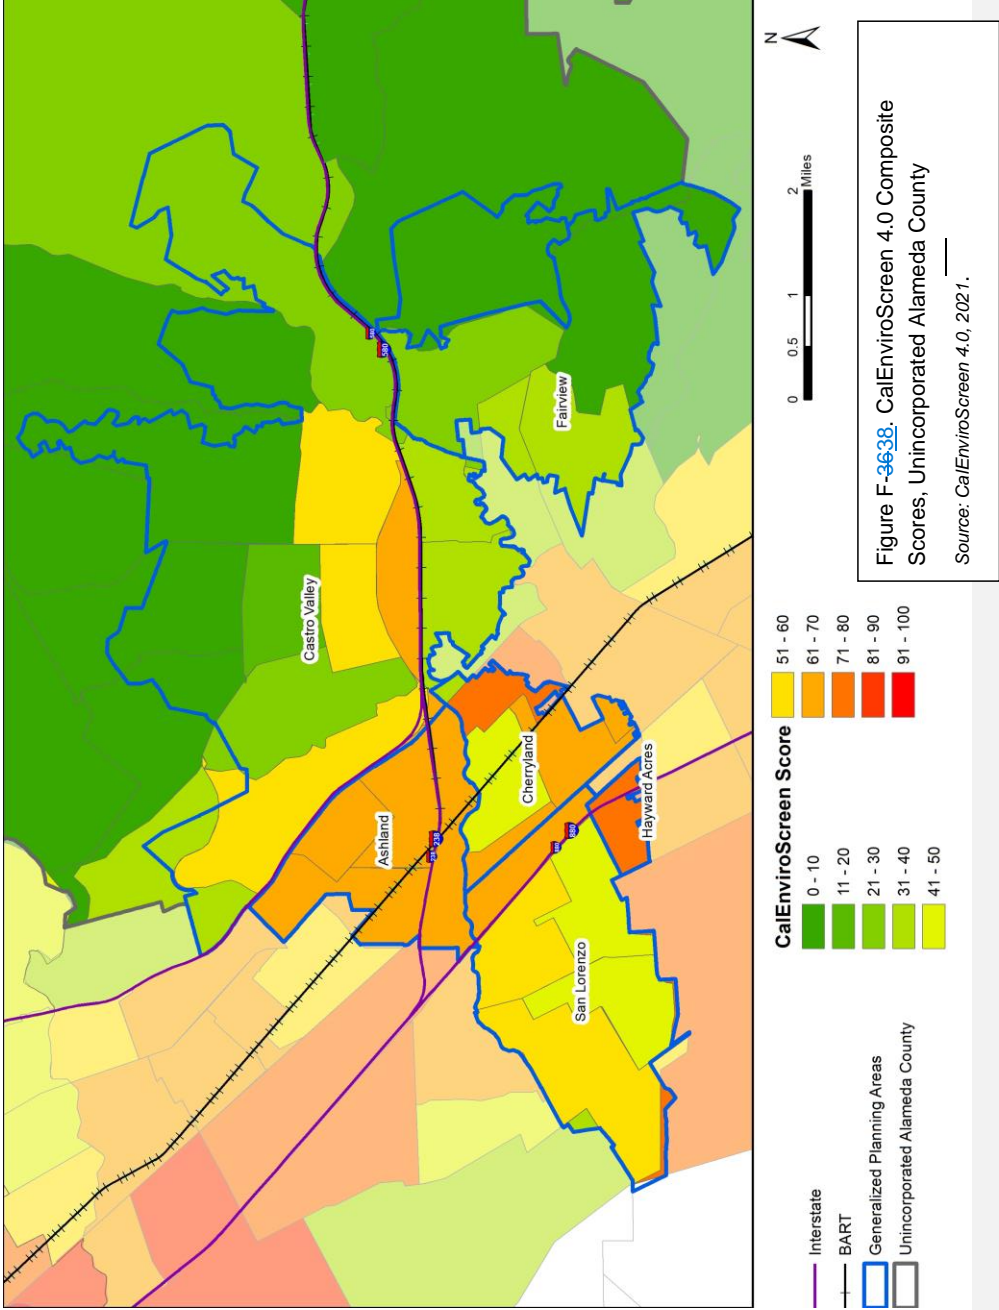 Castro Valley
Ashland
580
238
Cherryland
Fairview
880
San Lorenzo
Hayward Acres
Interstate
BART
Generalized Planning Areas
Unincorporated Alameda County
CalEnviroScreen Score
0 - 10
11 - 20
21 - 30
31 - 40
41 - 50
51 - 60
61 - 70
71 - 80
81 - 90
91 - 100
0 0.5 1 2 Miles
N
Figure F-3638. CalEnviroScreen 4.0 Composite
Scores, Unincorporated Alameda County
Source: CalEnviroScreen 4.0, 2021.